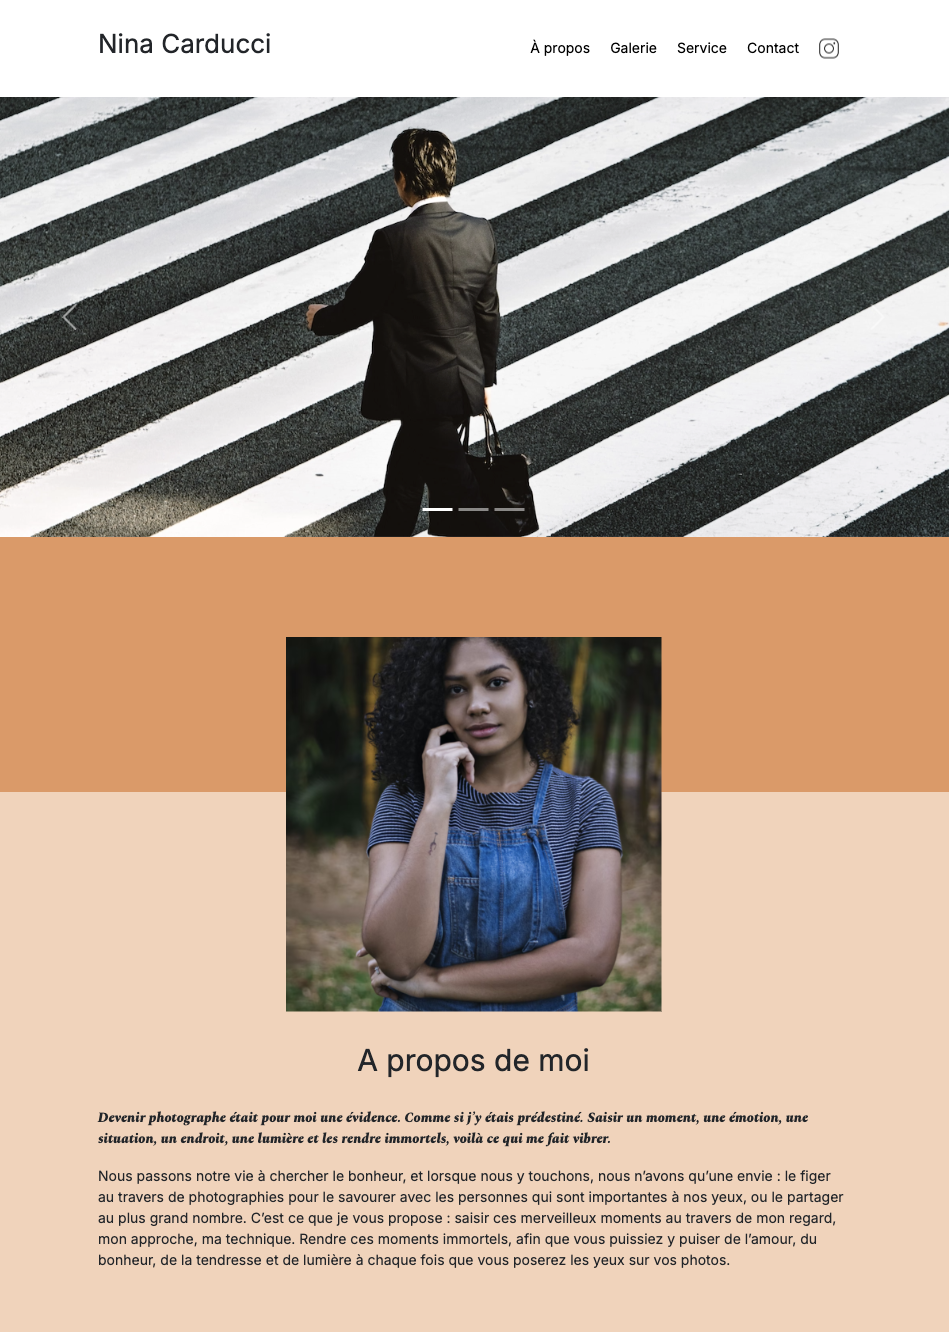 Nina Carducci
À propos Galerie Service Contact
A propos de moi
Devenir photographe était pour moi une évidence. Comme si j’y étais prédestiné. Saisir un moment, une émotion, une
situation, un endroit, une lumière et les rendre immortels, voilà ce qui me fait vibrer.
Nous passons notre vie à chercher le bonheur, et lorsque nous y touchons, nous n’avons qu’une envie : le figer
au travers de photographies pour le savourer avec les personnes qui sont importantes à nos yeux, ou le partager
au plus grand nombre. C’est ce que je vous propose : saisir ces merveilleux moments au travers de mon regard,
mon approche, ma technique. Rendre ces moments immortels, afin que vous puissiez y puiser de l’amour, du
bonheur, de la tendresse et de lumière à chaque fois que vous poserez les yeux sur vos photos.